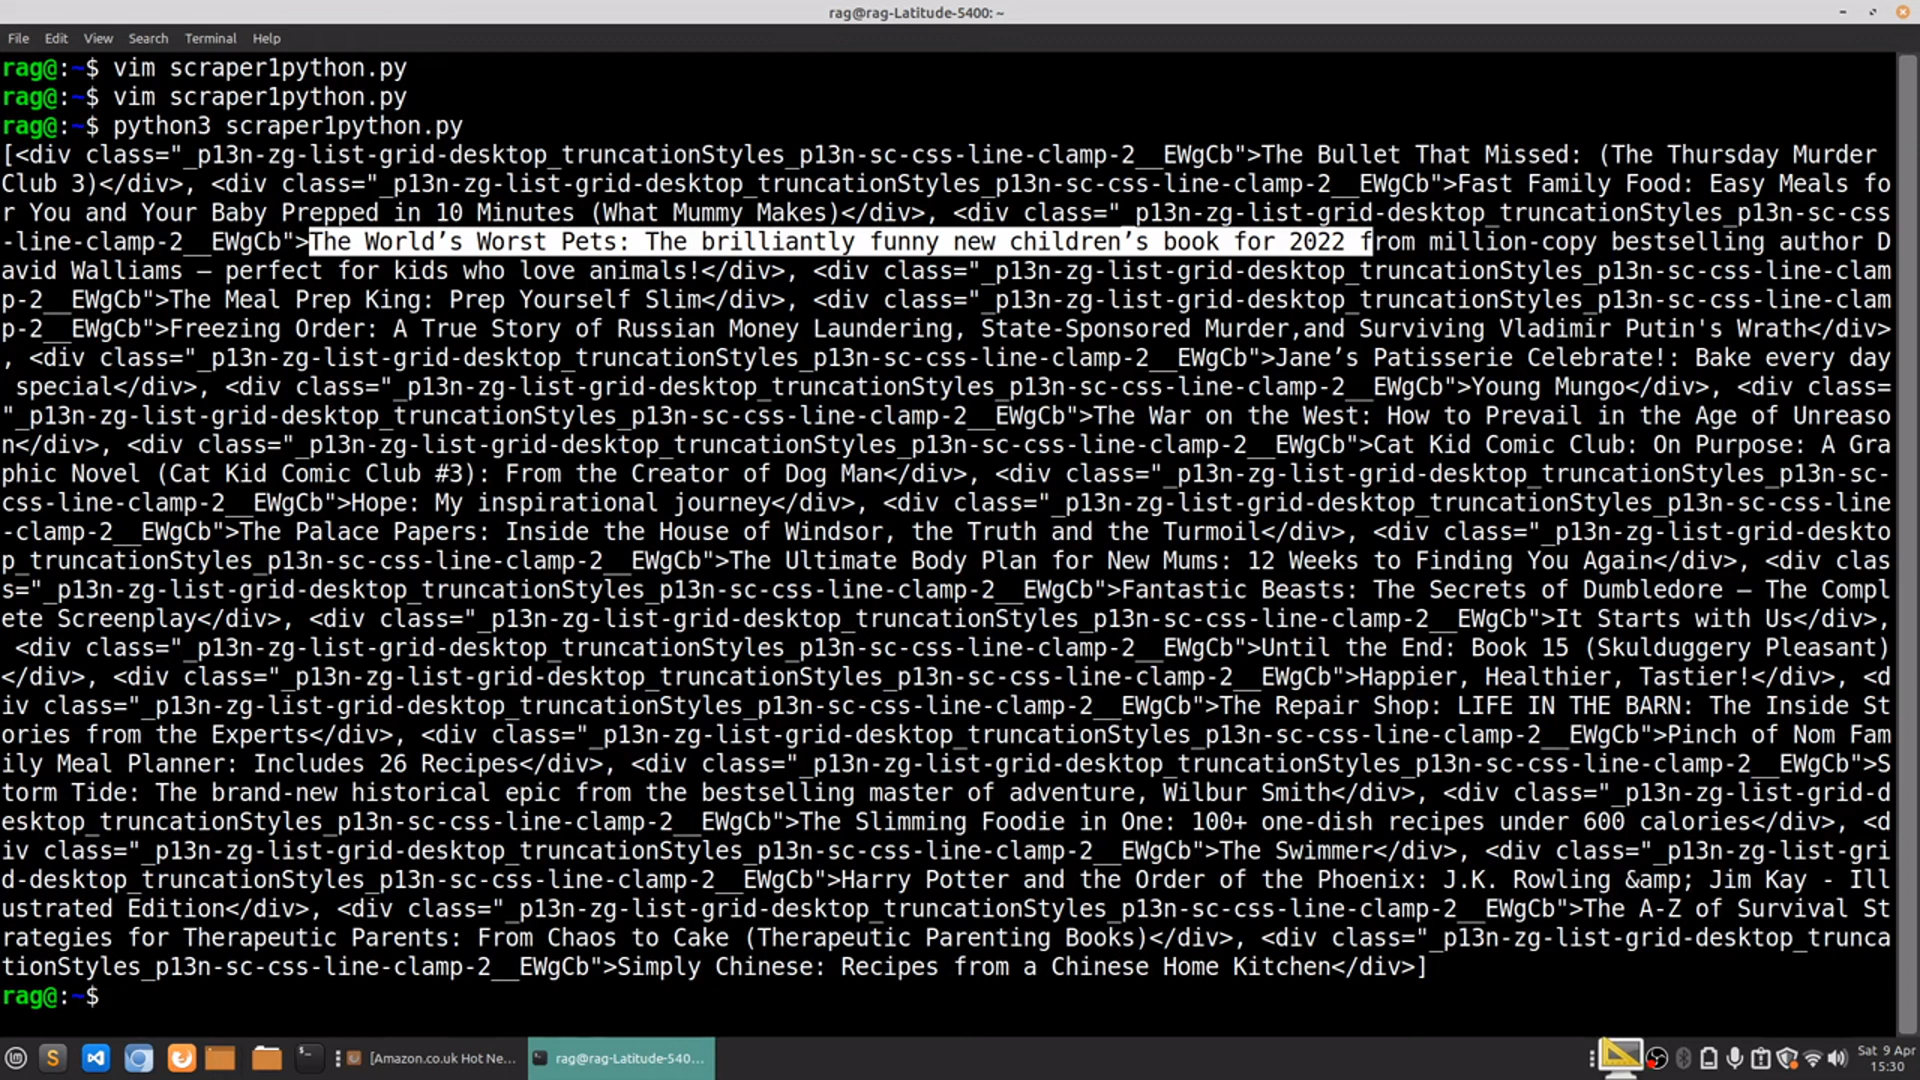 rag@rag-Latitude-5400: ~
File Edit View Search Terminal Help
rag@:~$ vim scraper1python.py
rag@:~$ vim scraper1python.py
rag@:~$ python3 scraper1python.py
[<div class="_p13n-zg-list-grid-desktop_truncationStyles_p13n-sc-css-line-clamp-2__EWgCb">The Bullet That Missed: (The Thursday Murder
Club 3)</div>, <div class="_p13n-zg-list-grid-desktop_truncationStyles_p13n-sc-css-line-clamp-2__EWgCb">Fast Family Food: Easy Meals fo
r You and Your Baby Prepped in 10 Minutes (What Mummy Makes)</div>, <div class="_p13n-zg-list-grid-desktop_truncationStyles_p13n-sc-css
-line-clamp-2__EWgCb">The World’s Worst Pets: The brilliantly funny new children’s book for 2022 from million-copy bestselling author D
avid Walliams – perfect for kids who love animals!</div>, <div class="_p13n-zg-list-grid-desktop_truncationStyles_p13n-sc-css-line-clam
p-2__EWgCb">The Meal Prep King: Prep Yourself Slim</div>, <div class="_p13n-zg-list-grid-desktop_truncationStyles_p13n-sc-css-line-clam
p-2__EWgCb">Freezing Order: A True Story of Russian Money Laundering, State-Sponsored Murder,and Surviving Vladimir Putin's Wrath</div>
, <div class="_p13n-zg-list-grid-desktop_truncationStyles_p13n-sc-css-line-clamp-2__EWgCb">Jane’s Patisserie Celebrate!: Bake every day
special</div>, <div class="_p13n-zg-list-grid-desktop_truncationStyles_p13n-sc-css-line-clamp-2__EWgCb">Young Mungo</div>, <div class=
"_p13n-zg-list-grid-desktop_truncationStyles_p13n-sc-css-line-clamp-2__EWgCb">The War on the West: How to Prevail in the Age of Unreaso
n</div>, <div class="_p13n-zg-list-grid-desktop_truncationStyles_p13n-sc-css-line-clamp-2__EWgCb">Cat Kid Comic Club: On Purpose: A Gra
phic Novel (Cat Kid Comic Club #3): From the Creator of Dog Man</div>, <div class="_p13n-zg-list-grid-desktop_truncationStyles_p13n-sc-
css-line-clamp-2__EWgCb">Hope: My inspirational journey</div>, <div class="_p13n-zg-list-grid-desktop_truncationStyles_p13n-sc-css-line
-clamp-2__EWgCb">The Palace Papers: Inside the House of Windsor, the Truth and the Turmoil</div>, <div class="_p13n-zg-list-grid-deskto
p_truncationStyles_p13n-sc-css-line-clamp-2__EWgCb">The Ultimate Body Plan for New Mums: 12 Weeks to Finding You Again</div>, <div clas
s="_p13n-zg-list-grid-desktop_truncationStyles_p13n-sc-css-line-clamp-2__EWgCb">Fantastic Beasts: The Secrets of Dumbledore – The Compl
ete Screenplay</div>, <div class="_p13n-zg-list-grid-desktop_truncationStyles_p13n-sc-css-line-clamp-2__EWgCb">It Starts with Us</div>,
<div class="_p13n-zg-list-grid-desktop_truncationStyles_p13n-sc-css-line-clamp-2__EWgCb">Until the End: Book 15 (Skulduggery Pleasant)
</div>, <div class="_p13n-zg-list-grid-desktop_truncationStyles_p13n-sc-css-line-clamp-2__EWgCb">Happier, Healthier, Tastier!</div>, <d
iv class="_p13n-zg-list-grid-desktop_truncationStyles_p13n-sc-css-line-clamp-2__EWgCb">The Repair Shop: LIFE IN THE BARN: The Inside St
ories from the Experts</div>, <div class="_p13n-zg-list-grid-desktop_truncationStyles_p13n-sc-css-line-clamp-2__EWgCb">Pinch of Nom Fam
ily Meal Planner: Includes 26 Recipes</div>, <div class="_p13n-zg-list-grid-desktop_truncationStyles_p13n-sc-css-line-clamp-2__EWgCb">S
torm Tide: The brand-new historical epic from the bestselling master of adventure, Wilbur Smith</div>, <div class="_p13n-zg-list-grid-d
esktop_truncationStyles_p13n-sc-css-line-clamp-2__EWgCb">The Slimming Foodie in One: 100+ one-dish recipes under 600 calories</div>, <d
iv class="_p13n-zg-list-grid-desktop_truncationStyles_p13n-sc-css-line-clamp-2__EWgCb">The Swimmer</div>, <div class="_p13n-zg-list-gri
d-desktop_truncationStyles_p13n-sc-css-line-clamp-2__EWgCb">Harry Potter and the Order of the Phoenix: J.K. Rowling &amp; Jim Kay - Ill
ustrated Edition</div>, <div class="_p13n-zg-list-grid-desktop_truncationStyles_p13n-sc-css-line-clamp-2__EWgCb">The A-Z of Survival St
rategies for Therapeutic Parents: From Chaos to Cake (Therapeutic Parenting Books)</div>, <div class="_p13n-zg-list-grid-desktop_trunca
tionStyles_p13n-sc-css-line-clamp-2__EWgCb">Simply Chinese: Recipes from a Chinese Home Kitchen</div>]
rag@:~$
[Amazon.co.uk Hot Ne... rag@rag-Latitude-540... Sat 9 Apr
15:30